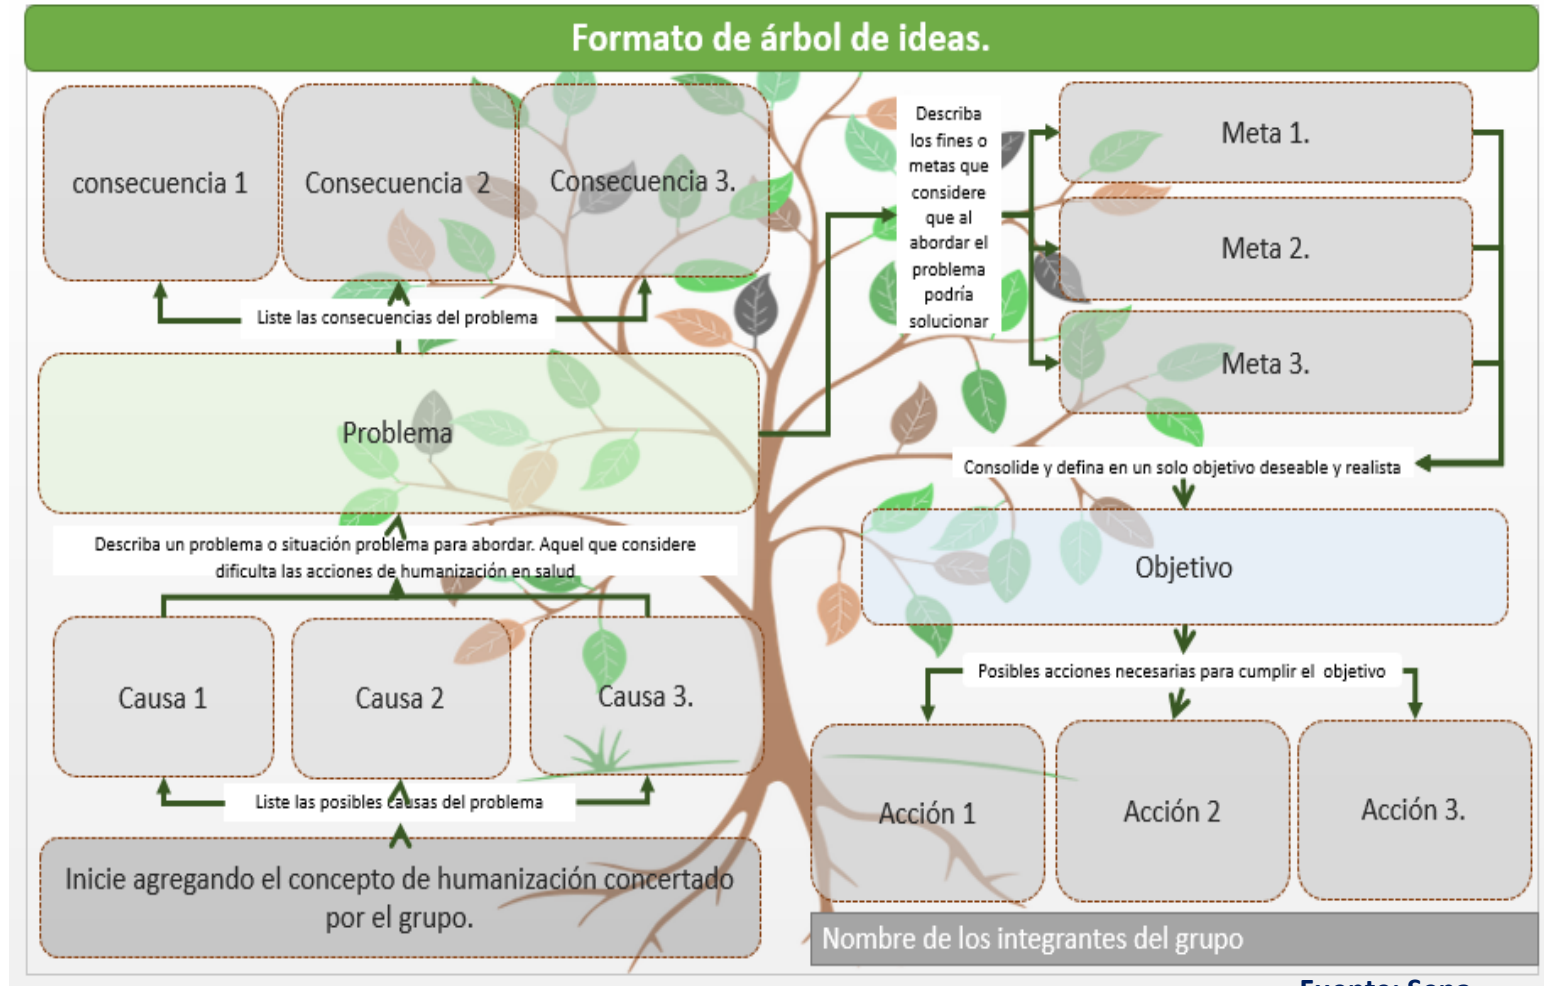 Formato de árbol de ideas.
consecuencia 1
Consecuencia 2
Consecuencia 3.
Liste las consecuencias del problema
Problema
Describa un problema o situación problema para abordar. Aquel que considere
dificulta las acciones de humanización en salud
Causa 1
Causa 2
Causa 3.
Liste las posibles causas del problema
Inicie agregando el concepto de humanización concertado
por el grupo.
Describa
los fines o
metas que
considere
que al
abordar el
problema
podría
solucionar
Meta 1.
Meta 2.
Meta 3.
Consolide y defina en un solo objetivo deseable y realista
Objetivo
Posibles acciones necesarias para cumplir el objetivo
Acción 1
Acción 2
Acción 3.
Nombre de los integrantes del grupo
Fuente: Sena